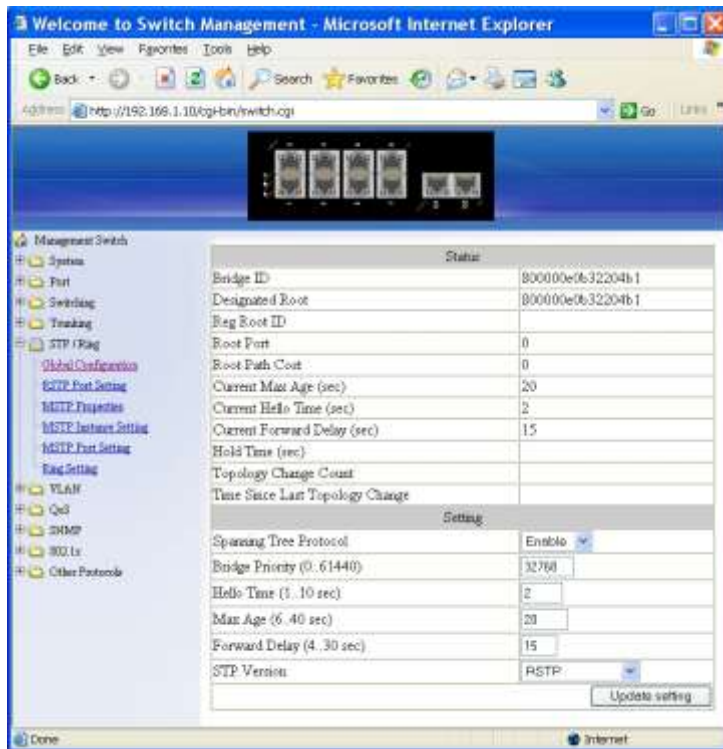 Welcome to Switch Management - Microsoft Internet Explorer
File Edit View Favorites Tools Help
Back Search Favorites
Address http://192.168.1.10/cgi-bin/switch.cgi Go Links
Management Switch
System
Port
Switching
Trunking
STP / Ring
Global Configuration
RSTP Port Setting
MSTP Properties
MSTP Instance Setting
MSTP Port Setting
Ring Setting
VLAN
QoS
SNMP
802.1x
Other Protocols
Status
Bridge ID 800000e0b32204b1
Designated Root 800000e0b32204b1
Reg Root ID
Root Port 0
Root Path Cost 0
Current Max Age (sec) 20
Current Hello Time (sec) 2
Current Forward Delay (sec) 15
Hold Time (sec)
Topology Change Count
Time Since Last Topology Change
Setting
Spanning Tree Protocol Enable
Bridge Priority (0..61440) 32768
Hello Time (1..10 sec) 2
Max Age (6..40 sec) 20
Forward Delay (4..30 sec) 15
STP Version RSTP
Update setting
Done Internet